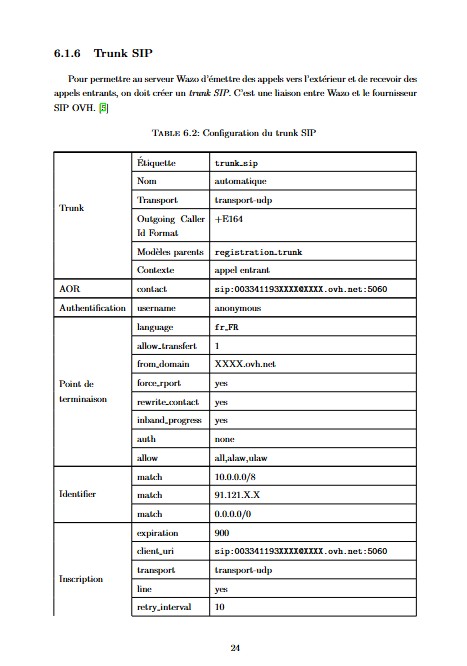 6.1.6 Trunk SIP
Pour permettre au serveur Wazo d'émettre des appels vers l'extérieur et de recevoir des
appels entrants, on doit créer un trunk SIP. C'est une liaison entre Wazo et le fournisseur
SIP OVH. [8]
TABLE 6.2: Configuration du trunk SIP
Trunk
Étiquette trunk_sip
Nom automatique
Transport transport-udp
Outgoing Caller +E164
Id Format
Modèles parents registration_trunk
Contexte appel entrant
AOR contact sip:003341193XXXX@XXXX.ovh.net:5060
Authentification username anonymous
Point de
terminaison
language fr_FR
allow_transfert 1
from_domain XXXX.ovh.net
force_rport yes
rewrite_contact yes
inband_progress yes
auth none
allow all,alaw,ulaw
Identifier
match 10.0.0.0/8
match 91.121.X.X
match 0.0.0.0/0
Inscription
expiration 900
client_uri sip:003341193XXXX@XXXX.ovh.net:5060
transport transport-udp
line yes
retry_interval 10
24